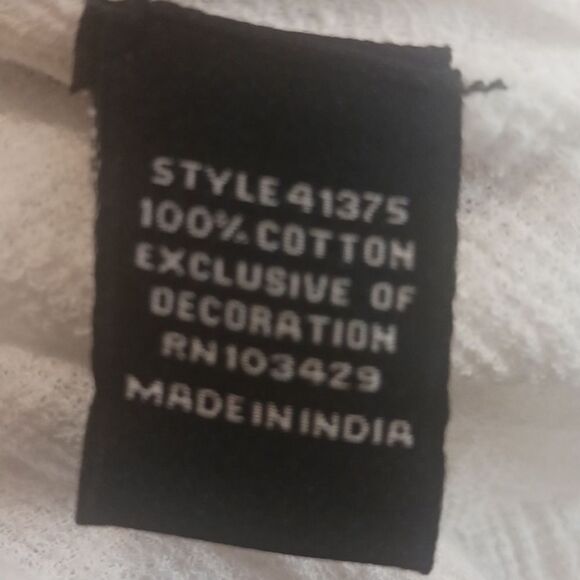 STYLE 41375
100% COTTON
EXCLUSIVE OF
DECORATION
RN103429
MADE IN INDIA